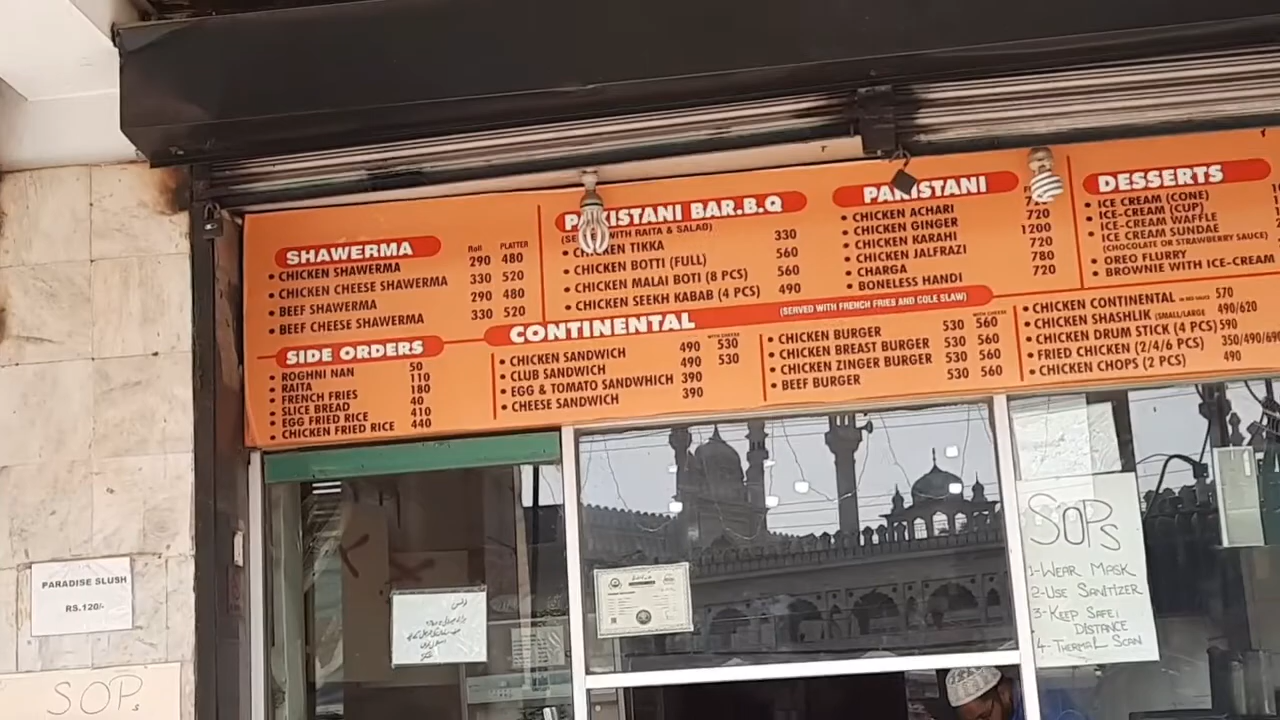 SHAWERMA
Roll PLATTER
• CHICKEN SHAWERMA 290 480
• CHICKEN CHEESE SHAWERMA 330 520
• BEEF SHAWERMA 290 480
• BEEF CHEESE SHAWERMA 330 520
SIDE ORDERS
• ROGHNI NAN 50
• RAITA 110
• FRENCH FRIES 180
• SLICE BREAD 40
• EGG FRIED RICE 410
• CHICKEN FRIED RICE 440
PAKISTANI BAR.B.Q
WITH RAITA & SALAD)
• CHICKEN TIKKA 330
• CHICKEN BOTTI (FULL) 560
• CHICKEN MALAI BOTI (8 PCS) 560
• CHICKEN SEEKH KABAB (4 PCS) 490
PAKISTANI
• CHICKEN ACHARI 720
• CHICKEN GINGER 720
• CHICKEN KARAHI 1200
• CHICKEN JALFRAZI 720
• CHARGA 780
• BONELESS HANDI 720
DESSERTS
• ICE CREAM (CONE)
• ICE-CREAM (CUP)
• ICE-CREAM WAFFLE
• ICE CREAM SUNDAE
(CHOCOLATE OR STRAWBERRY SAUCE)
• OREO FLURRY
• BROWNIE WITH ICE-CREAM
CONTINENTAL (SERVED WITH FRENCH FRIES AND COLE SLAW)
WITH CHEESE
• CHICKEN SANDWICH 490 530
• CLUB SANDWICH 490 530
• EGG & TOMATO SANDWHICH 390
• CHEESE SANDWICH 390
WITH CHEESE
• CHICKEN BURGER 530 560
• CHICKEN BREAST BURGER 530 560
• CHICKEN ZINGER BURGER 530 560
• BEEF BURGER 530 560
• CHICKEN CONTINENTAL IN RED SAUCE 570
• CHICKEN SHASHLIK (SMALL/LARGE 490/620
• CHICKEN DRUM STICK (4 PCS) 590
• FRIED CHICKEN (2/4/6 PCS) 350/490/690
• CHICKEN CHOPS (2 PCS) 490
PARADISE SLUSH
RS.120/-
SOPs
SOPs
1-WEAR MASK
2-USE SANITIZER
3-KEEP SAFE
DISTANCE
4-THERMAL SCAN